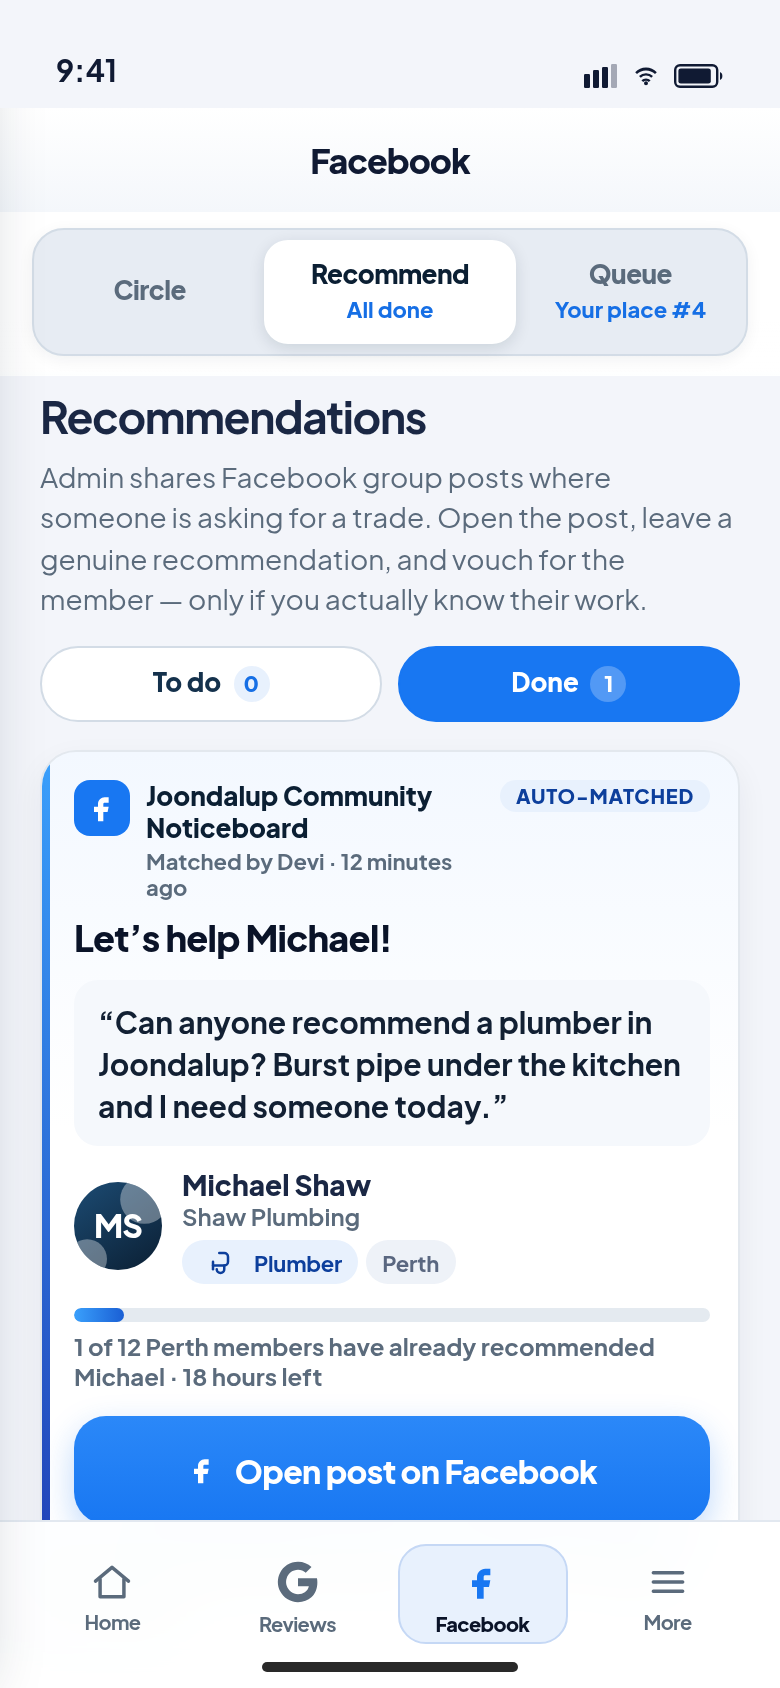 9:41
Facebook
Circle
Recommend
All done
Queue
Your place #4
Recommendations
Admin shares Facebook group posts where
someone is asking for a trade. Open the post, leave a
genuine recommendation, and vouch for the
member — only if you actually know their work.
To do 0
Done 1
Joondalup Community
Noticeboard
AUTO-MATCHED
Matched by Devi · 12 minutes
ago
Let’s help Michael!
“Can anyone recommend a plumber in
Joondalup? Burst pipe under the kitchen
and I need someone today.”
MS
Michael Shaw
Shaw Plumbing
Plumber
Perth
1 of 12 Perth members have already recommended
Michael · 18 hours left
Open post on Facebook
Home
Reviews
Facebook
More